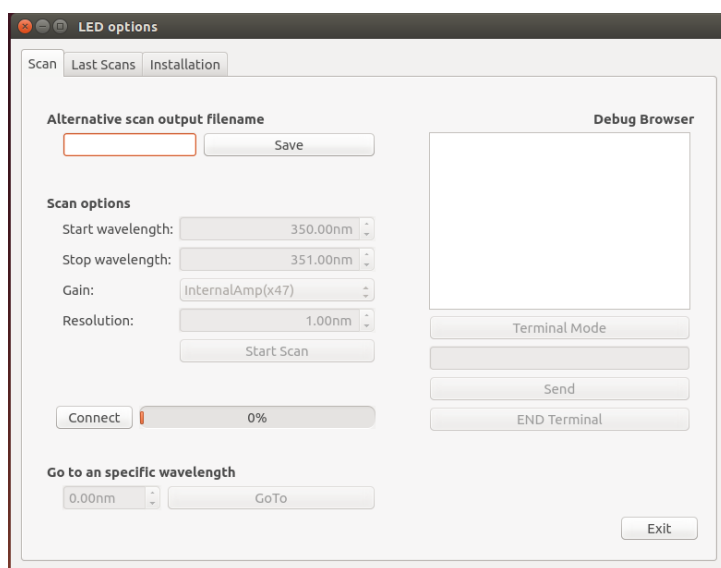 LED options
Scan Last Scans Installation
Alternative scan output filename
Save
Debug Browser
Scan options
Start wavelength: 350.00nm
Stop wavelength: 351.00nm
Gain: InternalAmp(x47)
Resolution: 1.00nm
Start Scan
Terminal Mode
Send
END Terminal
Connect 0%
Go to an specific wavelength
0.00nm GoTo
Exit